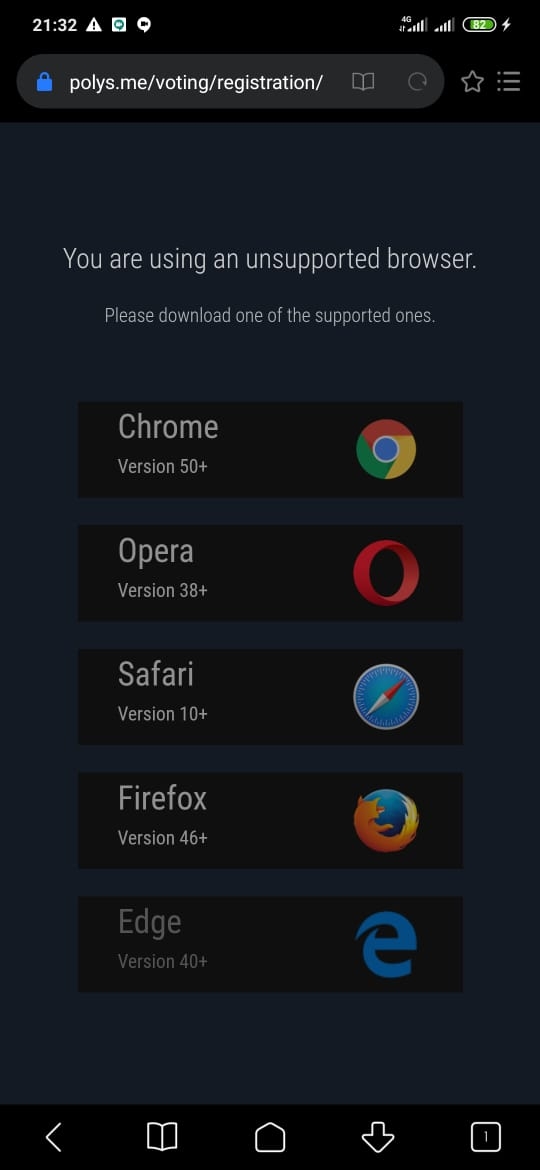 21:32 4G 82
polys.me/voting/registration/
You are using an unsupported browser.
Please download one of the supported ones.
Chrome
Version 50+
Opera
Version 38+
Safari
Version 10+
Firefox
Version 46+
Edge
Version 40+
1